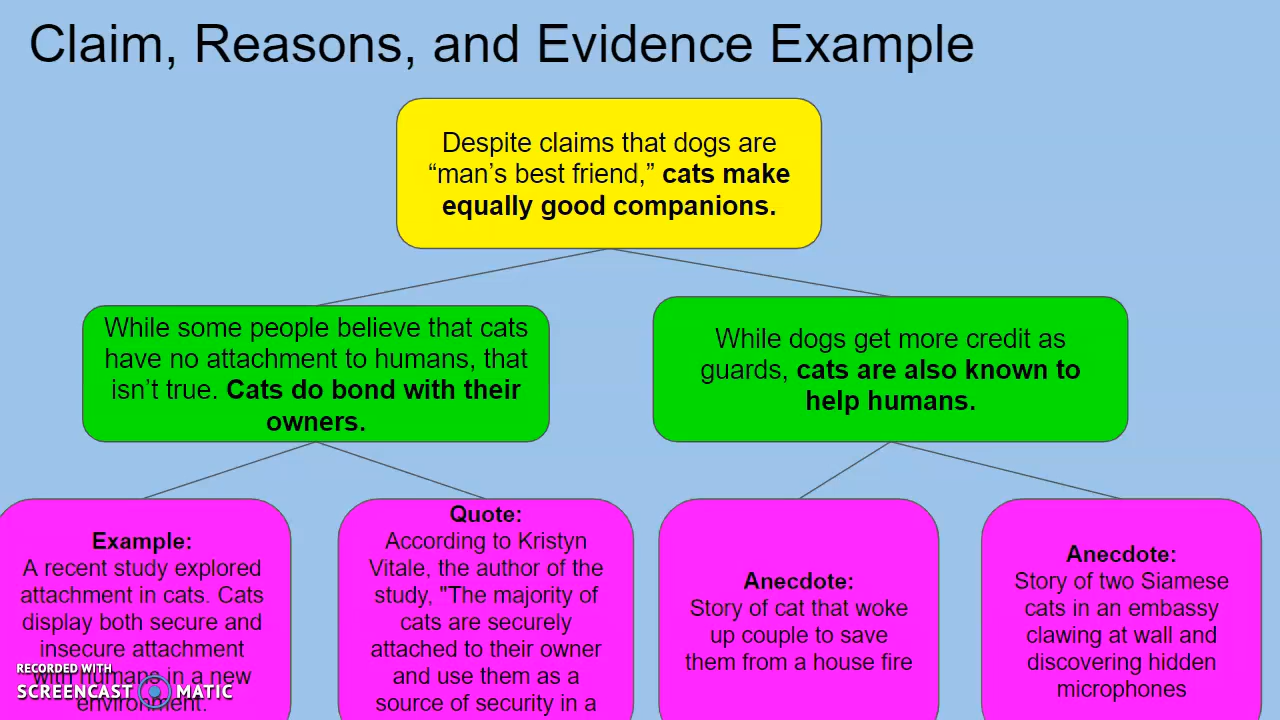 Claim, Reasons, and Evidence Example
Despite claims that dogs are
“man’s best friend,” cats make
equally good companions.
While some people believe that cats
have no attachment to humans, that
isn’t true. Cats do bond with their
owners.
While dogs get more credit as
guards, cats are also known to
help humans.
Example:
A recent study explored
attachment in cats. Cats
display both secure and
insecure attachment
with humans in a new
environment.
Quote:
According to Kristyn
Vitale, the author of the
study, "The majority of
cats are securely
attached to their owner
and use them as a
source of security in a
Anecdote:
Story of cat that woke
up couple to save
them from a house fire
Anecdote:
Story of two Siamese
cats in an embassy
clawing at wall and
discovering hidden
microphones
RECORDED WITH
SCREENCAST MATIC